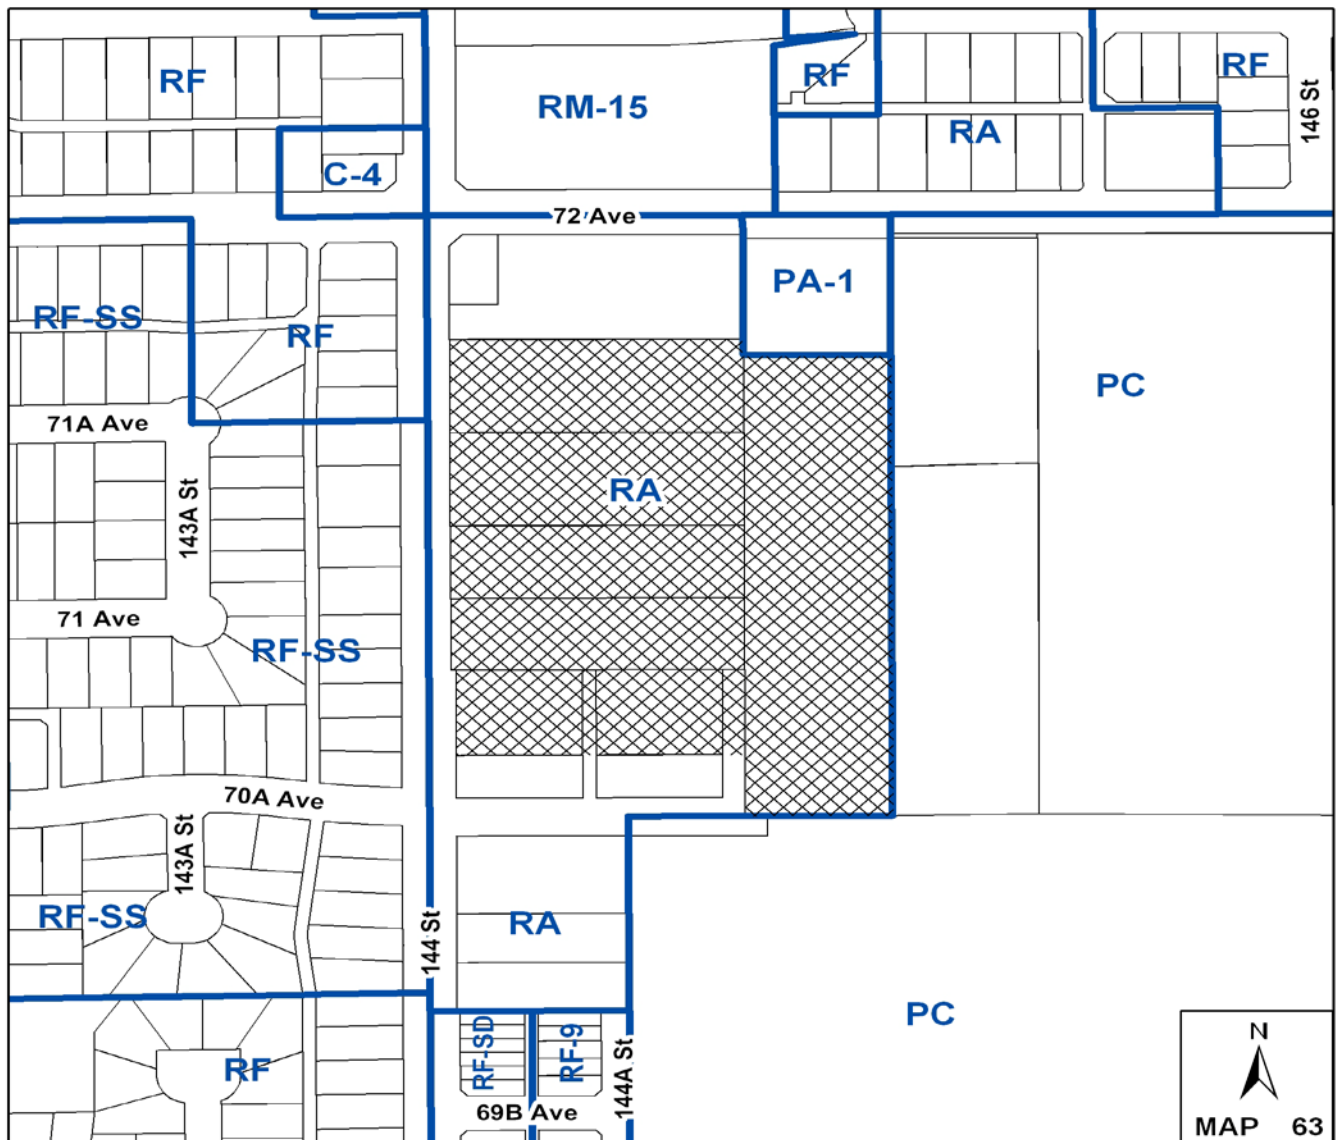 RF
RM-15
RF
RF
146 St
RA
C-4
72 Ave
PA-1
RF-SS
RF
PC
71A Ave
RA
143A St
71 Ave
RF-SS
70A Ave
143A St
RF-SS
RA
144 St
PC
N
RF
RF-SD
RF-9
144A St
69B Ave
MAP 63